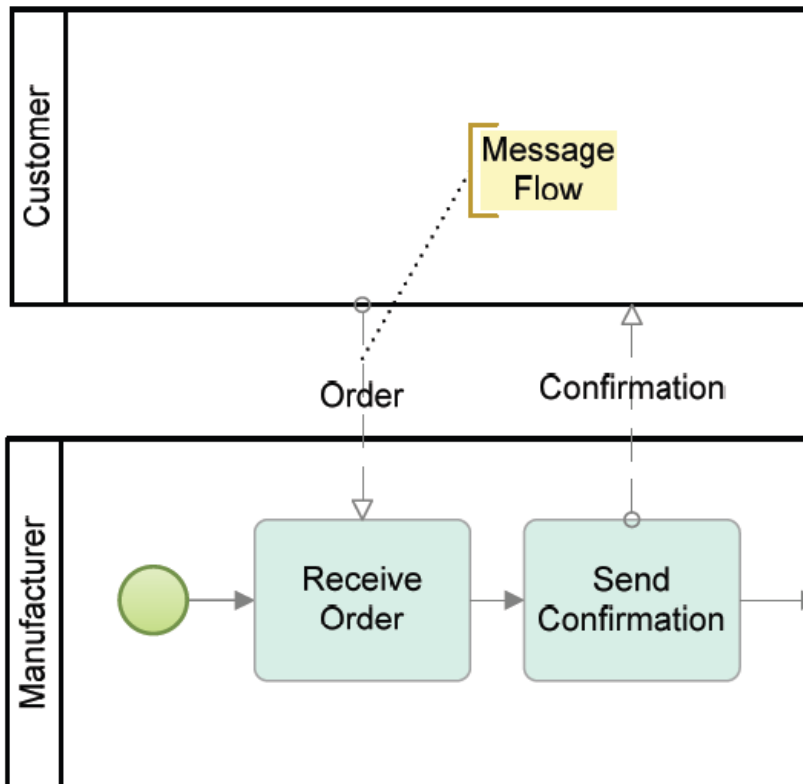 Customer
Message
Flow
Order
Confirmation
Manufacturer
Receive
Order
Send
Confirmation